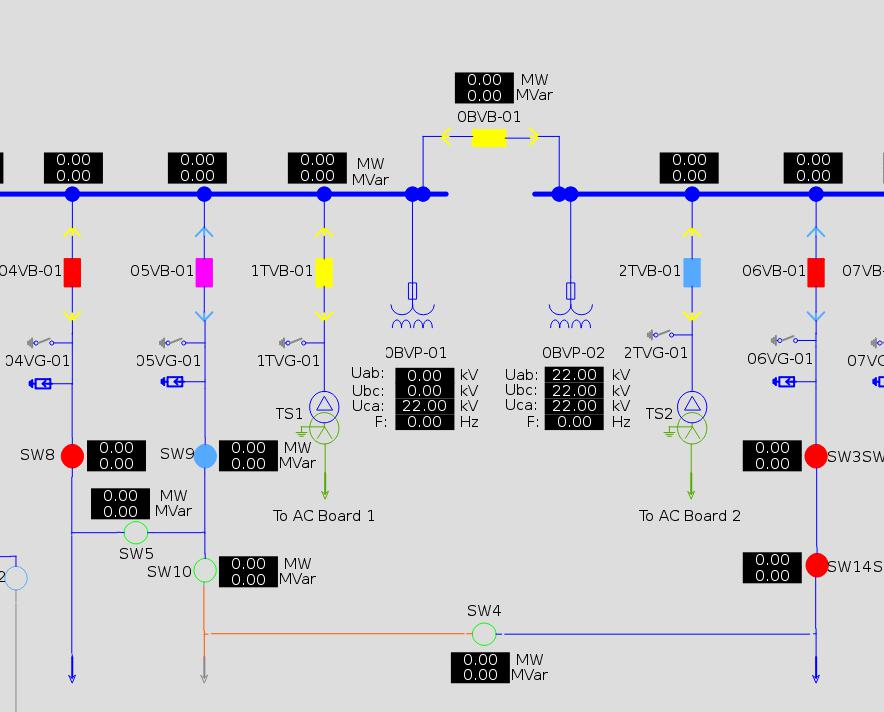 0.00 MW
0.00 MVar
0BVB-01
0.00 0.00 0.00 MW 0.00 0.00
0.00 0.00 0.00 MVar 0.00 0.00
04VB-01 05VB-01 1TVB-01 2TVB-01 06VB-01 07VB-
04VG-01 05VG-01 1TVG-01 0BVP-01 0BVP-02 2TVG-01 06VG-01 07VG
Uab: 0.00 kV Uab: 22.00 kV
Ubc: 0.00 kV Ubc: 22.00 kV
Uca: 22.00 kV Uca: 22.00 kV
F: 0.00 Hz F: 0.00 Hz
TS1 TS2
SW8 0.00 SW9 0.00 MW 0.00 SW3SW
0.00 0.00 MVar 0.00
0.00 MW
0.00 MVar
To AC Board 1 To AC Board 2
SW5
SW10 0.00 MW 0.00 SW14S
0.00 MVar 0.00
2
SW4
0.00 MW
0.00 MVar